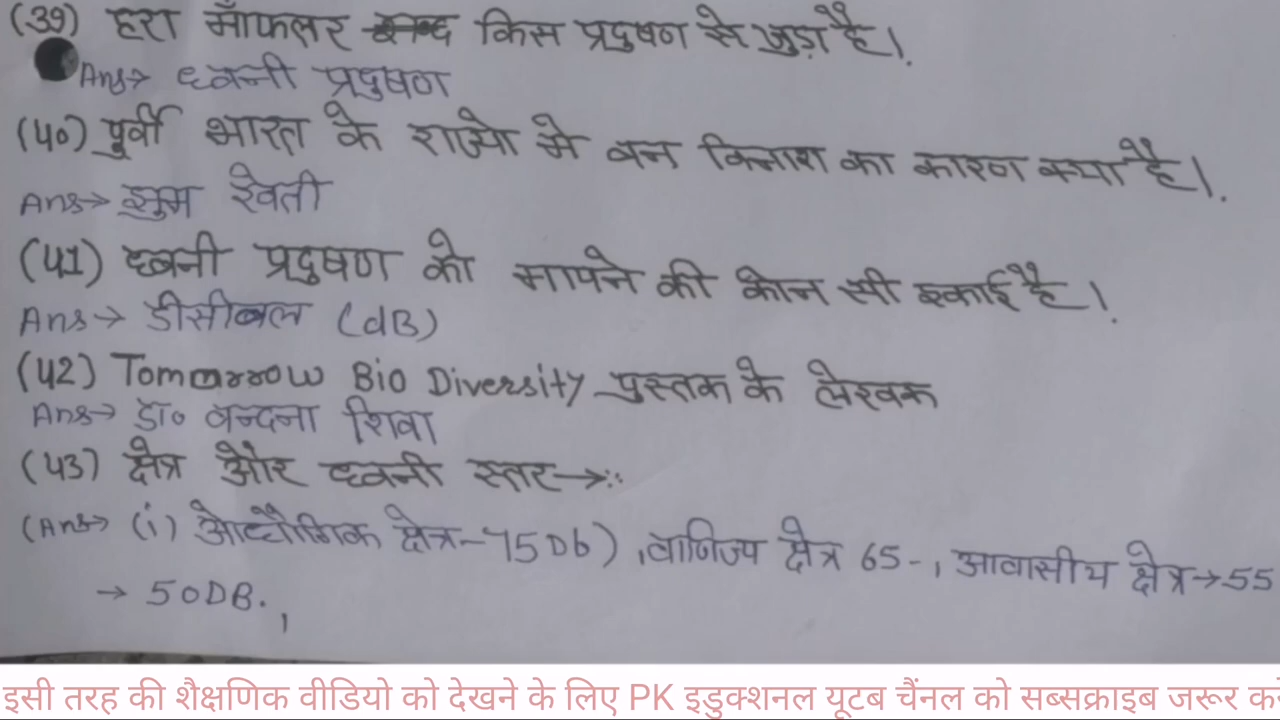 (39) हरा मॉफलर किस प्रदुषण से जुड़ा है।
Ans→ ध्वनी प्रदुषण
(40) पूर्वी भारत के राज्यो मे वन विनाश का कारण क्या है।
Ans→ झुम खेती
(41) ध्वनी प्रदुषण को मापने की कोन सी इकाई है।
Ans→ डीसीबल (dB)
(42) Tomorrow Bio Diversity पुस्तक के लेखक
Ans→ डा० वन्दना शिवा
(43) क्षेत्र और ध्वनी स्तर→
(Ans→ (i) औद्यौगिक क्षेत्र-75Db) ,वाणिज्य क्षेत्र 65-, आवासीय क्षेत्र→55
→ 50DB.,
इसी तरह की शैक्षणिक वीडियो को देखने के लिए PK इडुक्शनल यूटब चैंनल को सब्सक्राइब जरूर